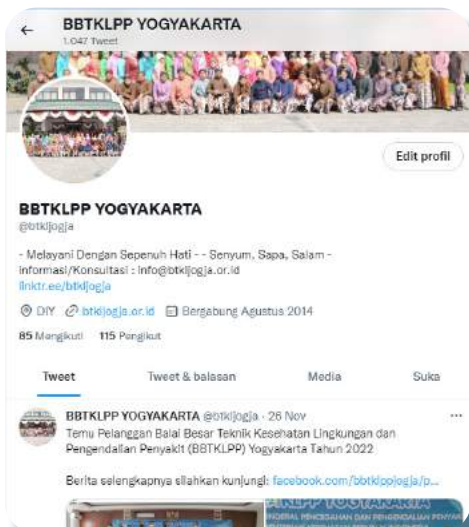 BBTKLPP YOGYAKARTA
1.047 Tweet
Edit profil
BBTKLPP YOGYAKARTA
@btkljogja
- Melayani Dengan Sepenuh Hati - - Senyum, Sapa, Salam -
Informasi/Konsultasi : info@btkljogja.or.id
linktr.ee/btkljogja
DIY btkljogja.or.id Bergabung Agustus 2014
85 Mengikuti 115 Pengikut
Tweet Tweet & balasan Media Suka
BBTKLPP YOGYAKARTA @btkljogja · 26 Nov ...
Temu Pelanggan Balai Besar Teknik Kesehatan Lingkungan dan
Pengendalian Penyakit (BBTKLPP) Yogyakarta Tahun 2022
Berita selengkapnya silahkan kunjungi: facebook.com/bbtklppjogja/p...
BBTKLPP YOGYAKARTA
PENCEGAHAN DAN PENGENDALIAN